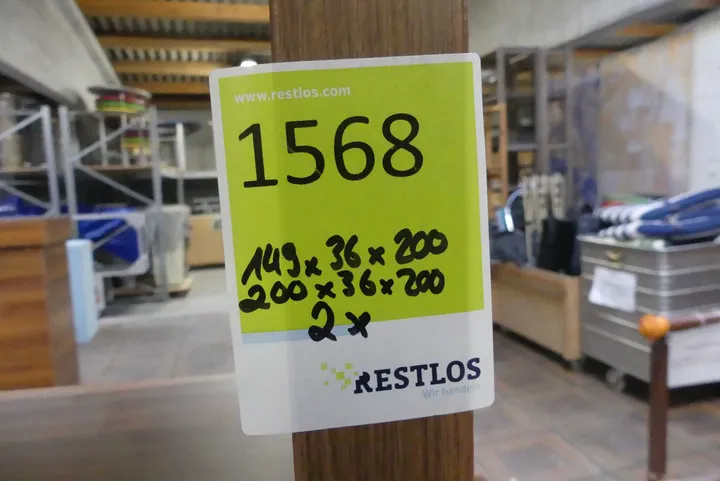 www.restlos.com
1568
149 x 36 x 200
200 x 36 x 200
2 x
RESTLOS
Wir handeln